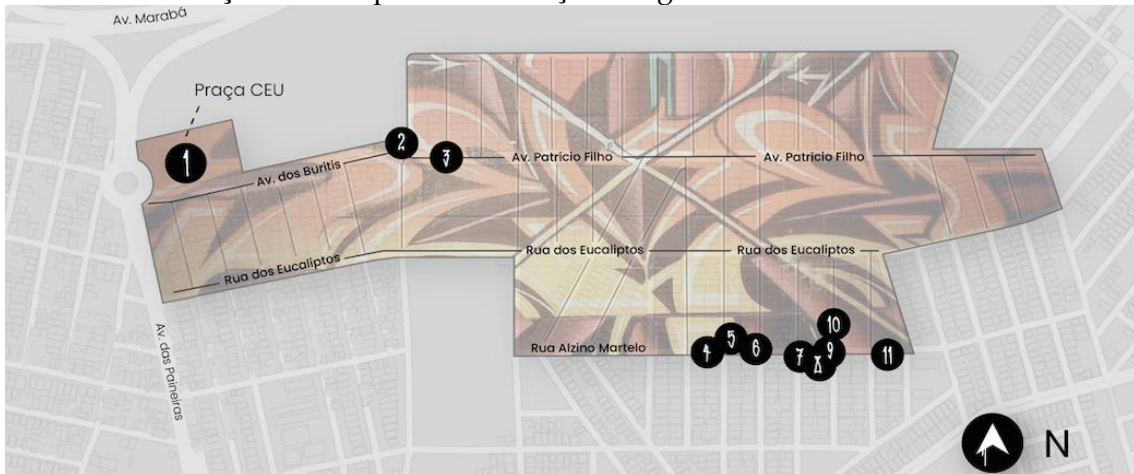 Av. Marabá
Praça CEU
1
2
3
Av. dos Buritis
Av. Patrício Filho
Av. Patrício Filho
Rua dos Eucaliptos
Rua dos Eucaliptos
Rua dos Eucaliptos
Av. das Paineiras
Rua Alzino Martelo
4
5
6
7
8
9
10
11
N